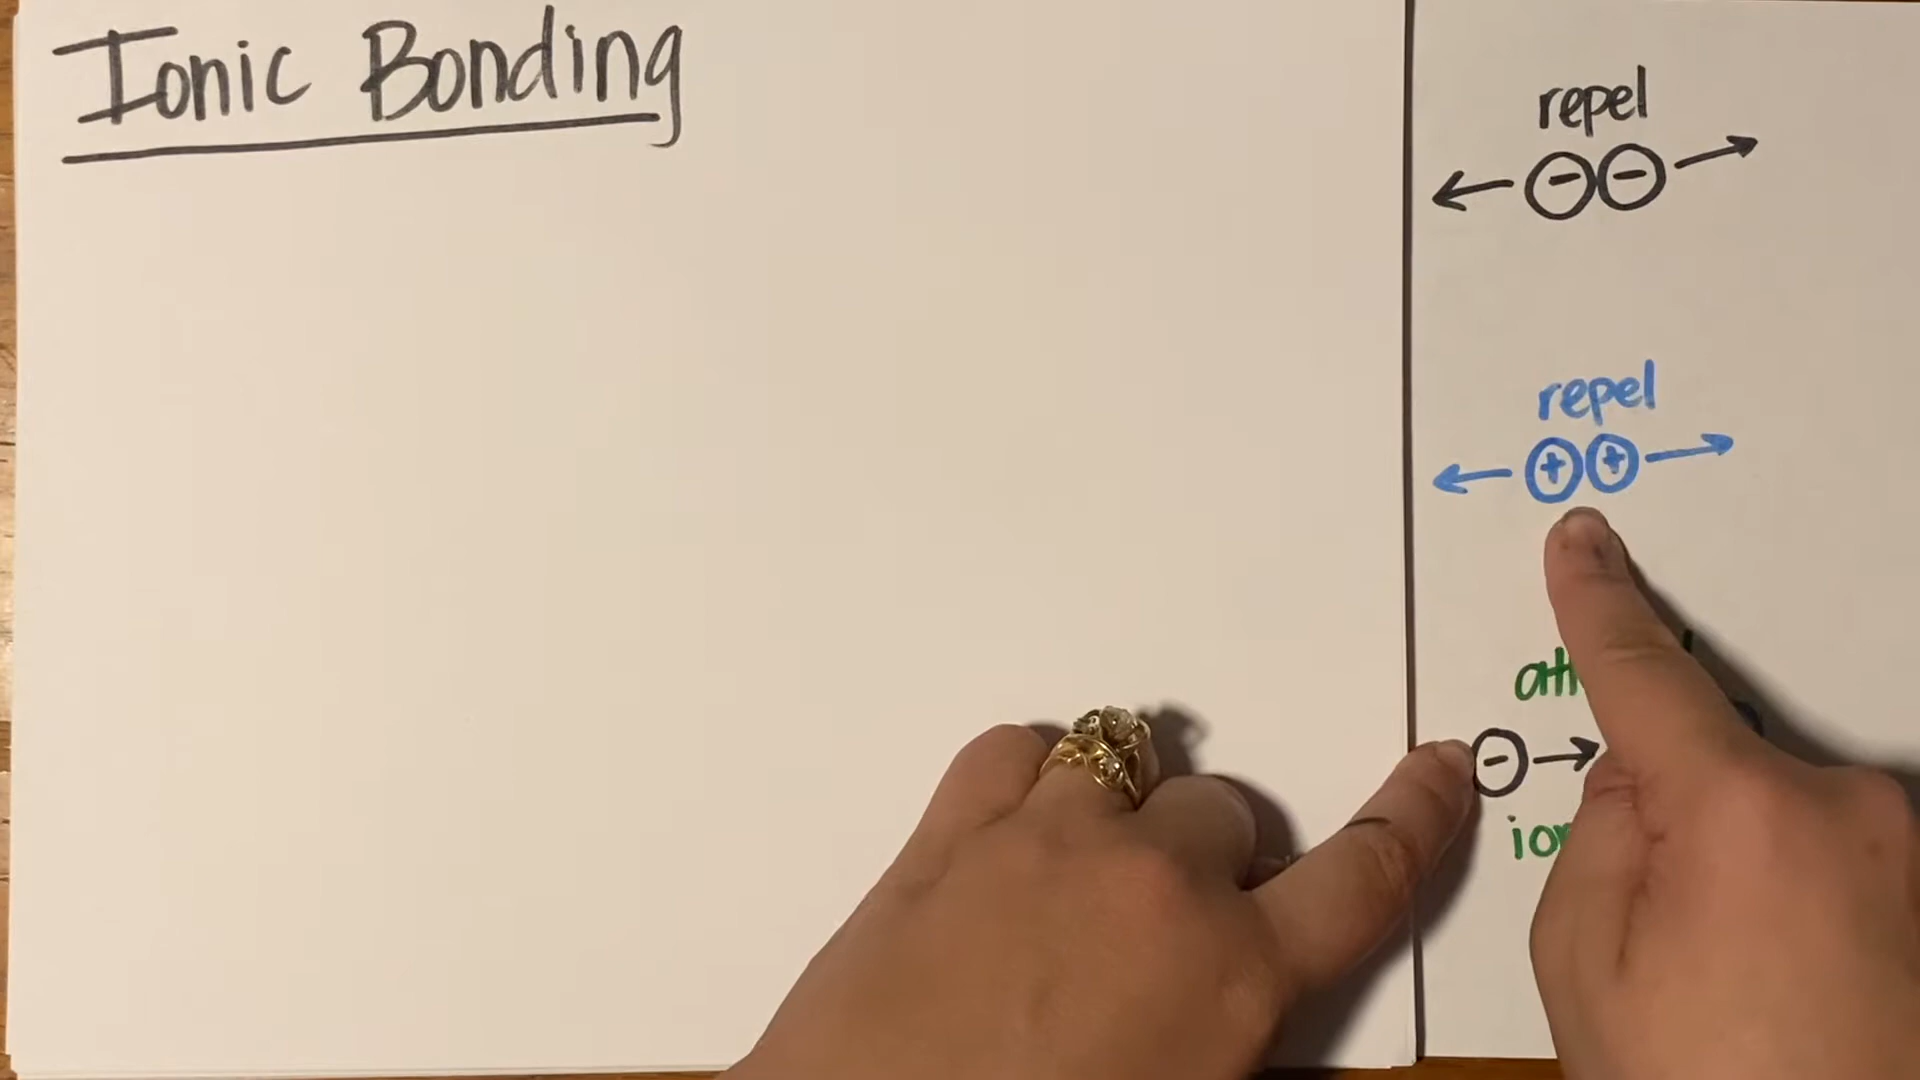 Ionic Bonding
repel
← ⊖⊖ →
repel
← ⊕⊕ →
⊖ →